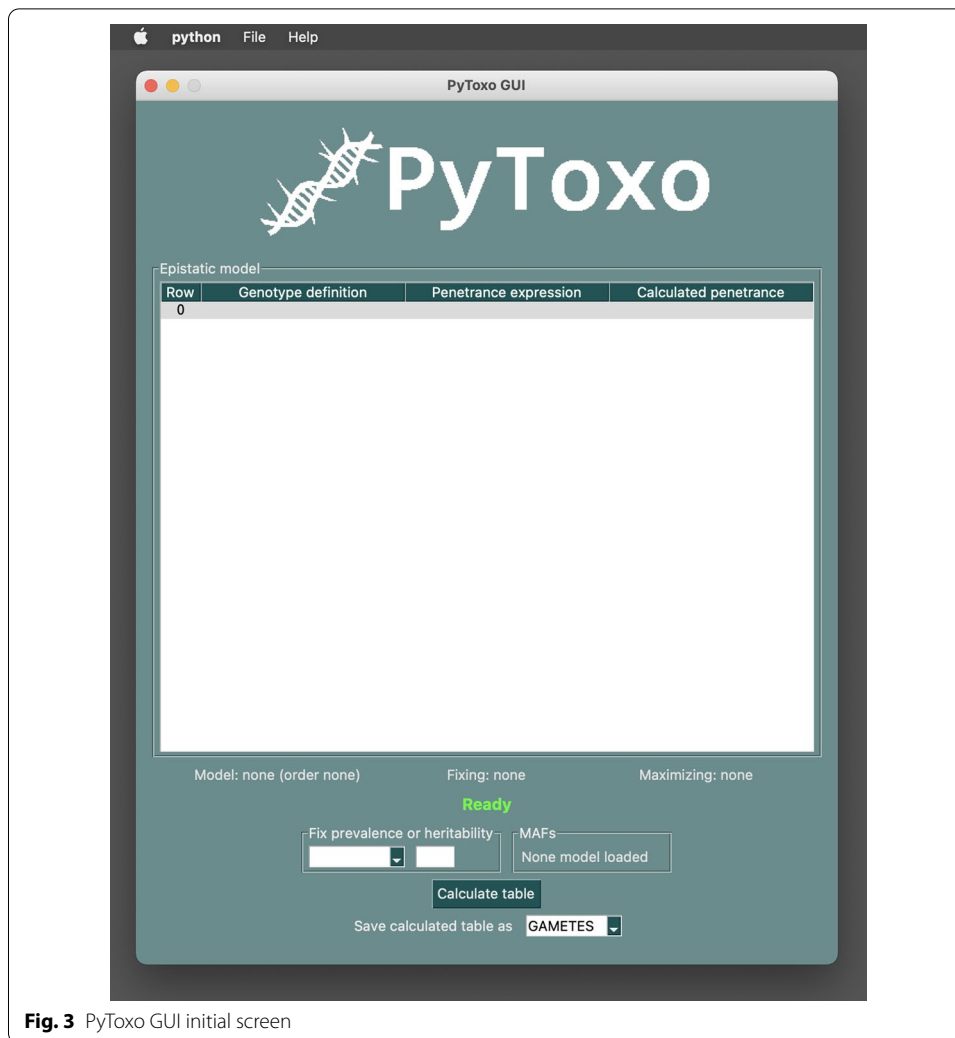 python File Help
PyToxo GUI
PyToxo
Epistatic model
Row Genotype definition Penetrance expression Calculated penetrance
0
Model: none (order none) Fixing: none Maximizing: none
Ready
Fix prevalence or heritability MAFs
None model loaded
Calculate table
Save calculated table as GAMETES
Fig. 3 PyToxo GUI initial screen